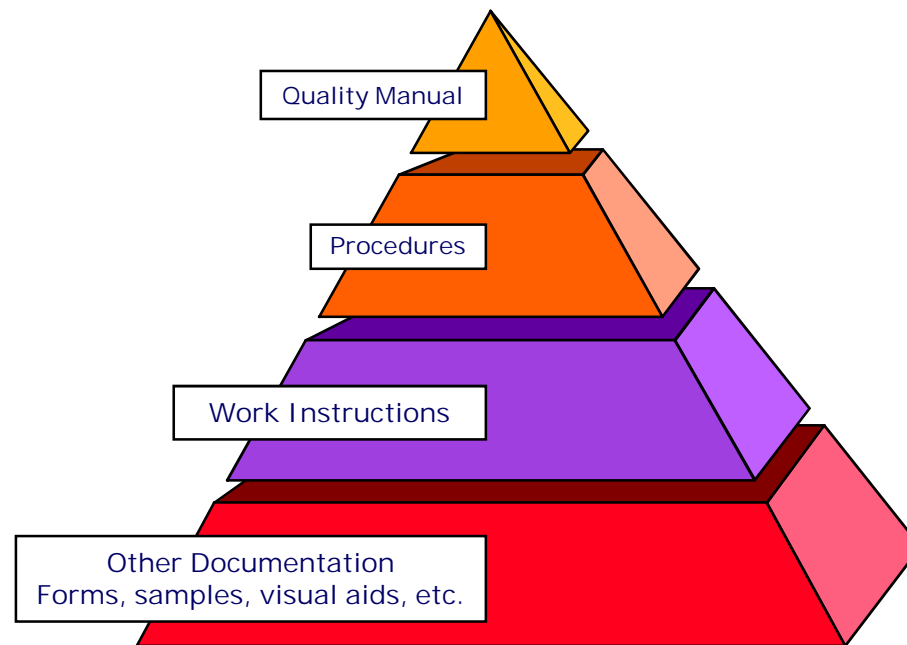 Quality Manual
Procedures
Work Instructions
Other Documentation
Forms, samples, visual aids, etc.